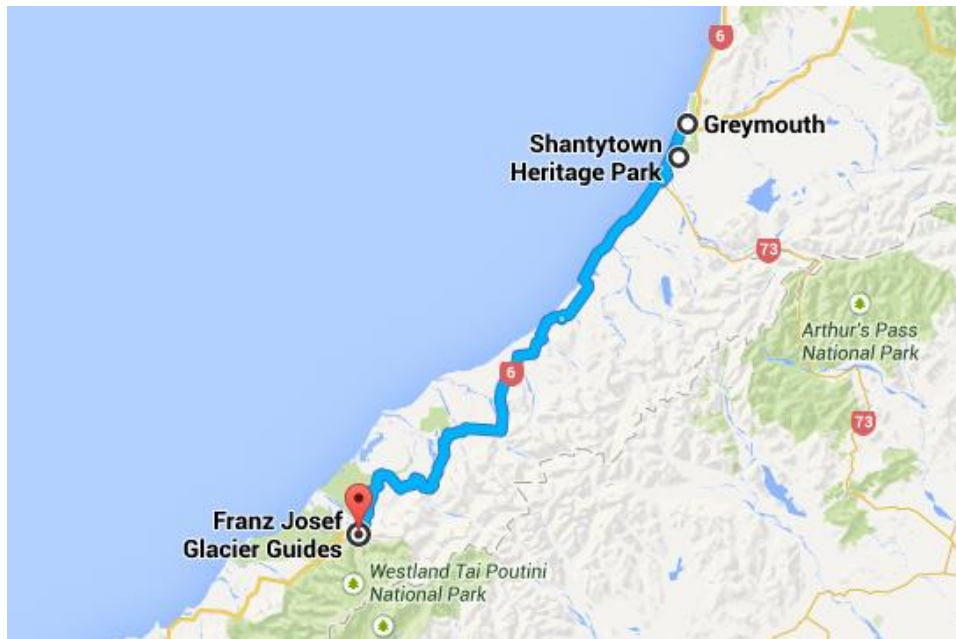 6
Greymouth
Shantytown
Heritage Park
73
Arthur's Pass
National Park
6
73
Franz Josef
Glacier Guides
Westland Tai Poutini
National Park